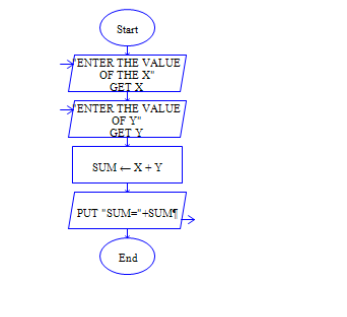 Start
"ENTER THE VALUE
OF THE X"
GET X
"ENTER THE VALUE
OF Y"
GET Y
SUM ← X + Y
PUT "SUM="+SUM¶
End